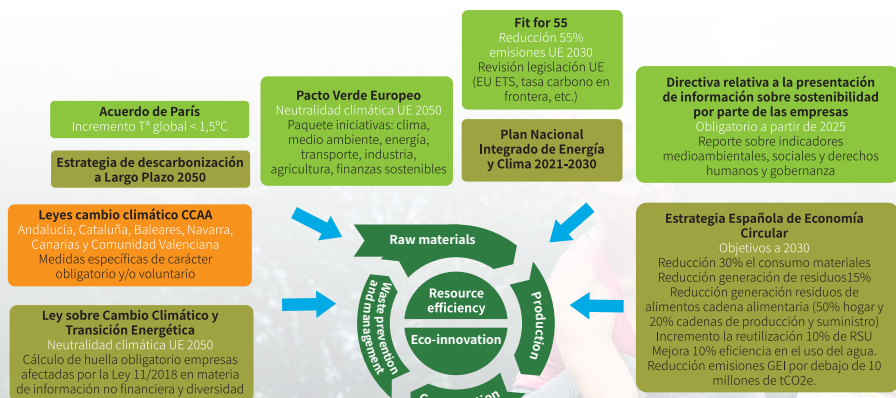 Fit for 55
Reducción 55%
emisiones UE 2030
Revisión legislación UE
(EU ETS, tasa carbono en
frontera, etc.)
Directiva relativa a la presentación
de información sobre sostenibilidad
por parte de las empresas
Obligatorio a partir de 2025
Reporte sobre indicadores
medioambientales, sociales y derechos
humanos y gobernanza
Pacto Verde Europeo
Neutralidad climática UE 2050
Paquete iniciativas: clima,
medio ambiente, energía,
transporte, industria,
agricultura, finanzas sostenibles
Acuerdo de París
Incremento Tª global < 1,5ºC
Plan Nacional
Integrado de Energía
y Clima 2021-2030
Estrategia de descarbonización
a Largo Plazo 2050
Leyes cambio climático CCAA
Andalucía, Cataluña, Baleares, Navarra,
Canarias y Comunidad Valenciana
Medidas específicas de carácter
obligatorio y/o voluntario
Estrategia Española de Economía
Circular
Objetivos a 2030
Reducción 30% el consumo materiales
Reducción generación de residuos15%
Reducción generación residuos de
alimentos cadena alimentaria (50% hogar y
20% cadenas de producción y suministro)
Incremento la reutilización 10% de RSU
Mejora 10% eficiencia en el uso del agua.
Reducción emisiones GEI por debajo de 10
millones de tCO2e.
Raw materials
Waste prevention
and management
Resource
efficiency
Production
Eco-innovation
Ley sobre Cambio Climático y
Transición Energética
Neutralidad climática UE 2050
Cálculo de huella obligatorio empresas
afectadas por la Ley 11/2018 en materia
de información no financiera y diversidad